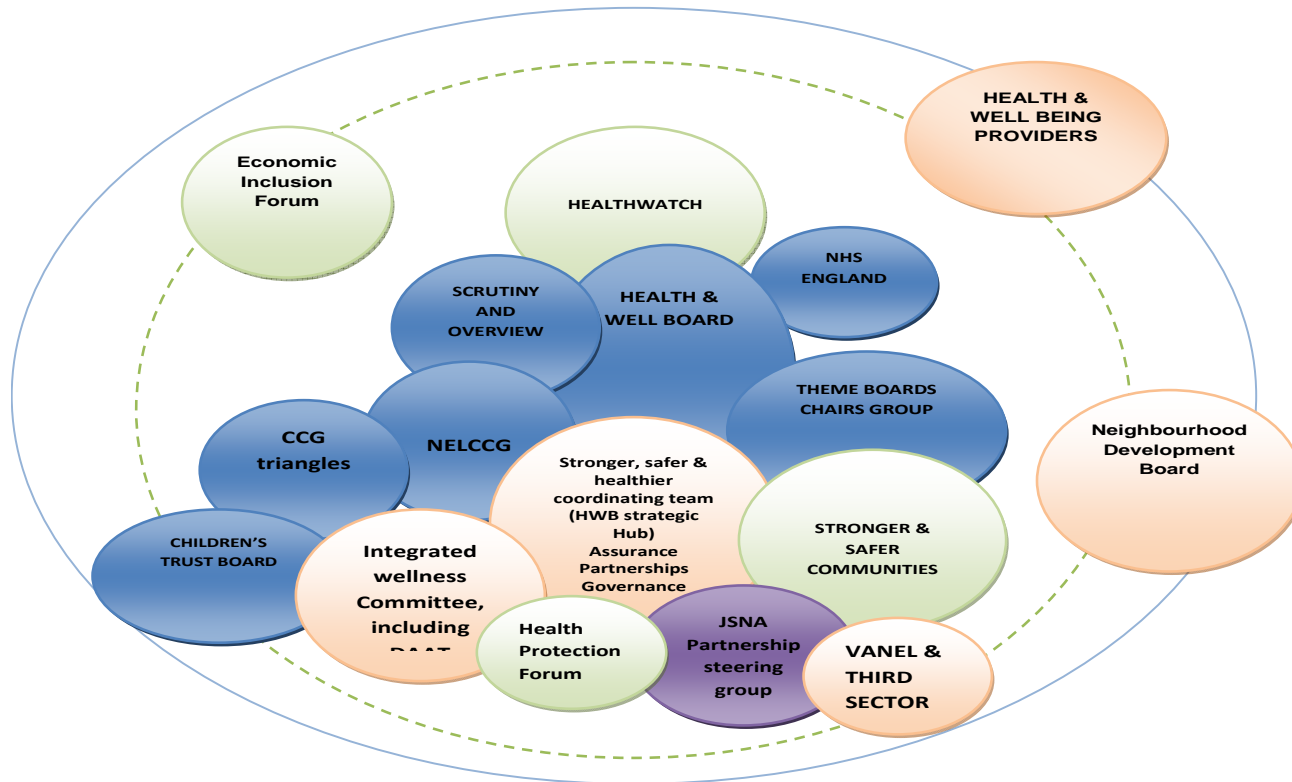 HEALTH &
WELL BEING
PROVIDERS
Economic
Inclusion
Forum
HEALTHWATCH
NHS
ENGLAND
SCRUTINY
AND
OVERVIEW
HEALTH &
WELL BOARD
THEME BOARDS
CHAIRS GROUP
CCG
triangles
NELCCG
Neighbourhood
Development
Board
Stronger, safer &
healthier
coordinating team
(HWB strategic
Hub)
Assurance
Partnerships
Governance
STRONGER &
SAFER
COMMUNITIES
CHILDREN’S
TRUST BOARD
Integrated
wellness
Committee,
including
DAAT
Health
Protection
Forum
JSNA
Partnership
steering
group
VANEL &
THIRD
SECTOR